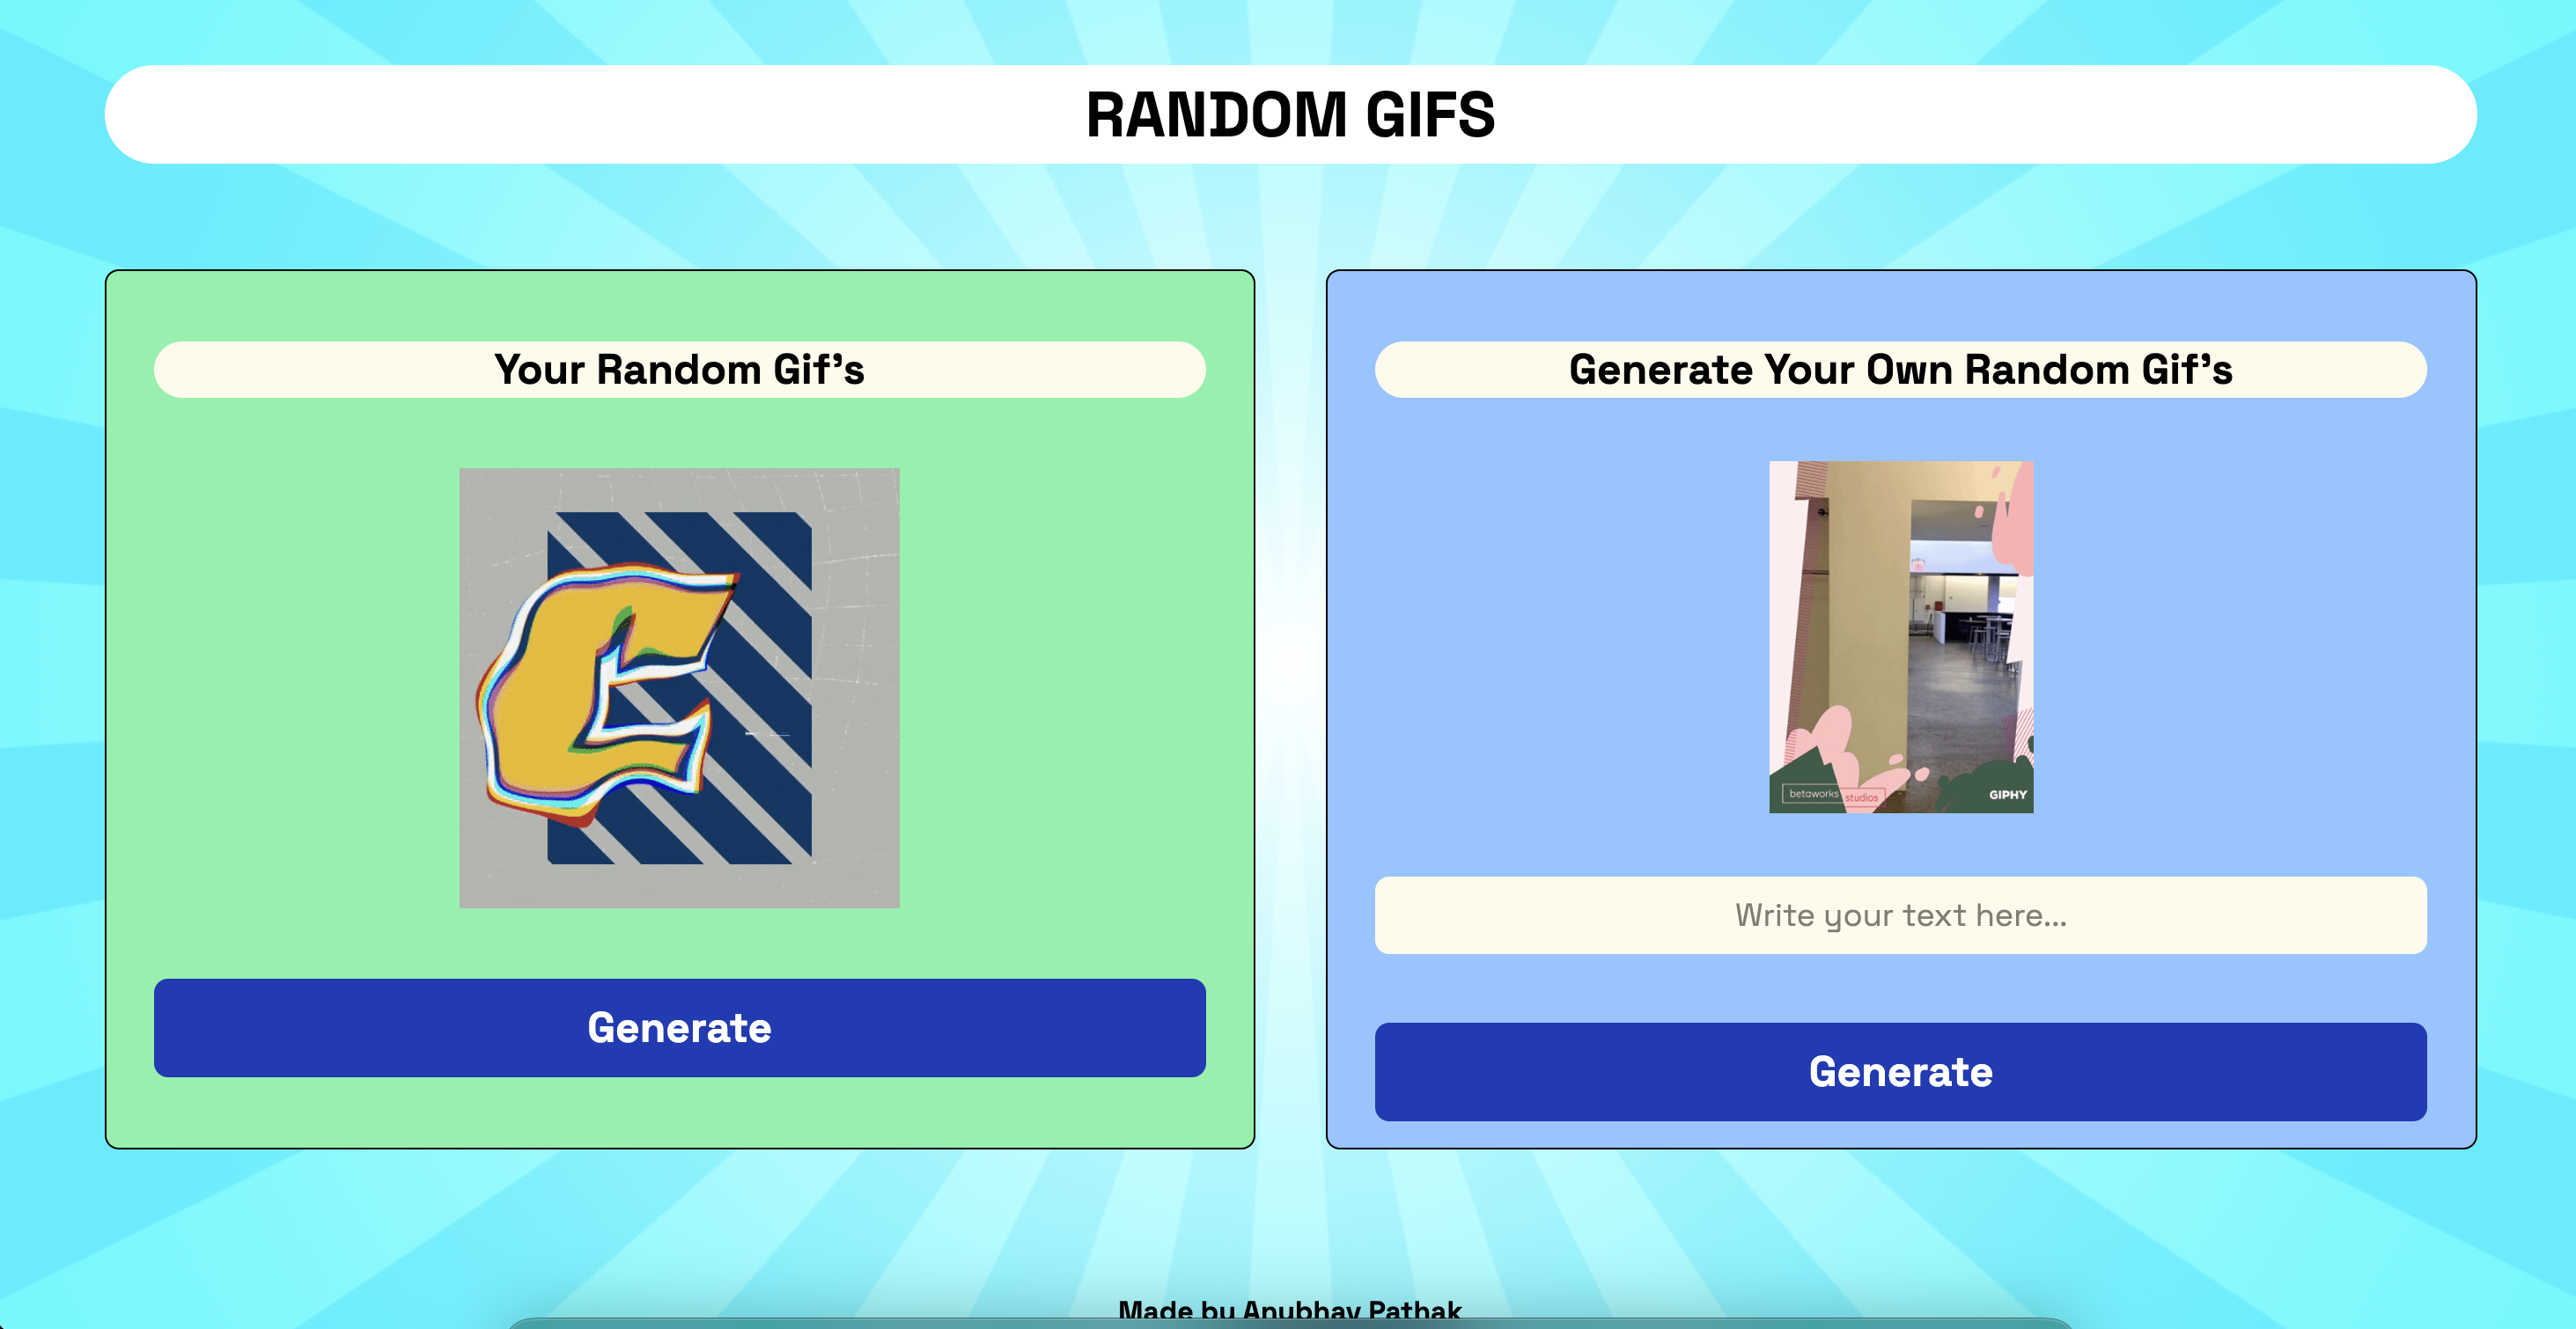 RANDOM GIFS
Your Random Gif's
Generate
Generate Your Own Random Gif's
betaworks studios
GIPHY
Write your text here...
Generate
Made by Anubhav Pathak